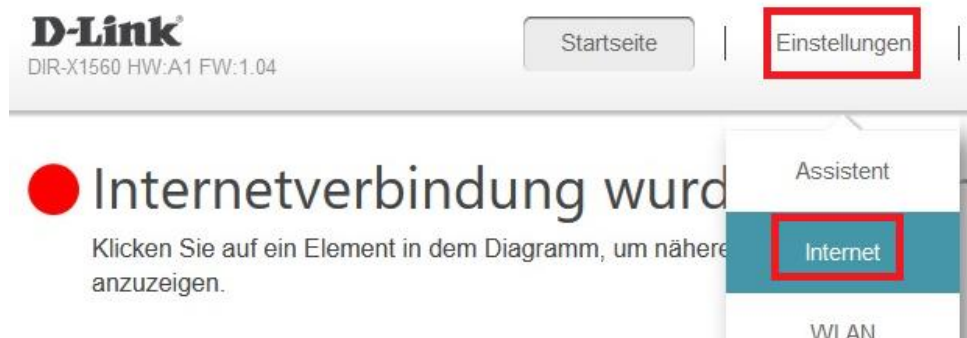 D-Link
DIR-X1560 HW:A1 FW:1.04
Startseite
Einstellungen
Internetverbindung wurd
Klicken Sie auf ein Element in dem Diagramm, um nähere
anzuzeigen.
Assistent
Internet
WLAN